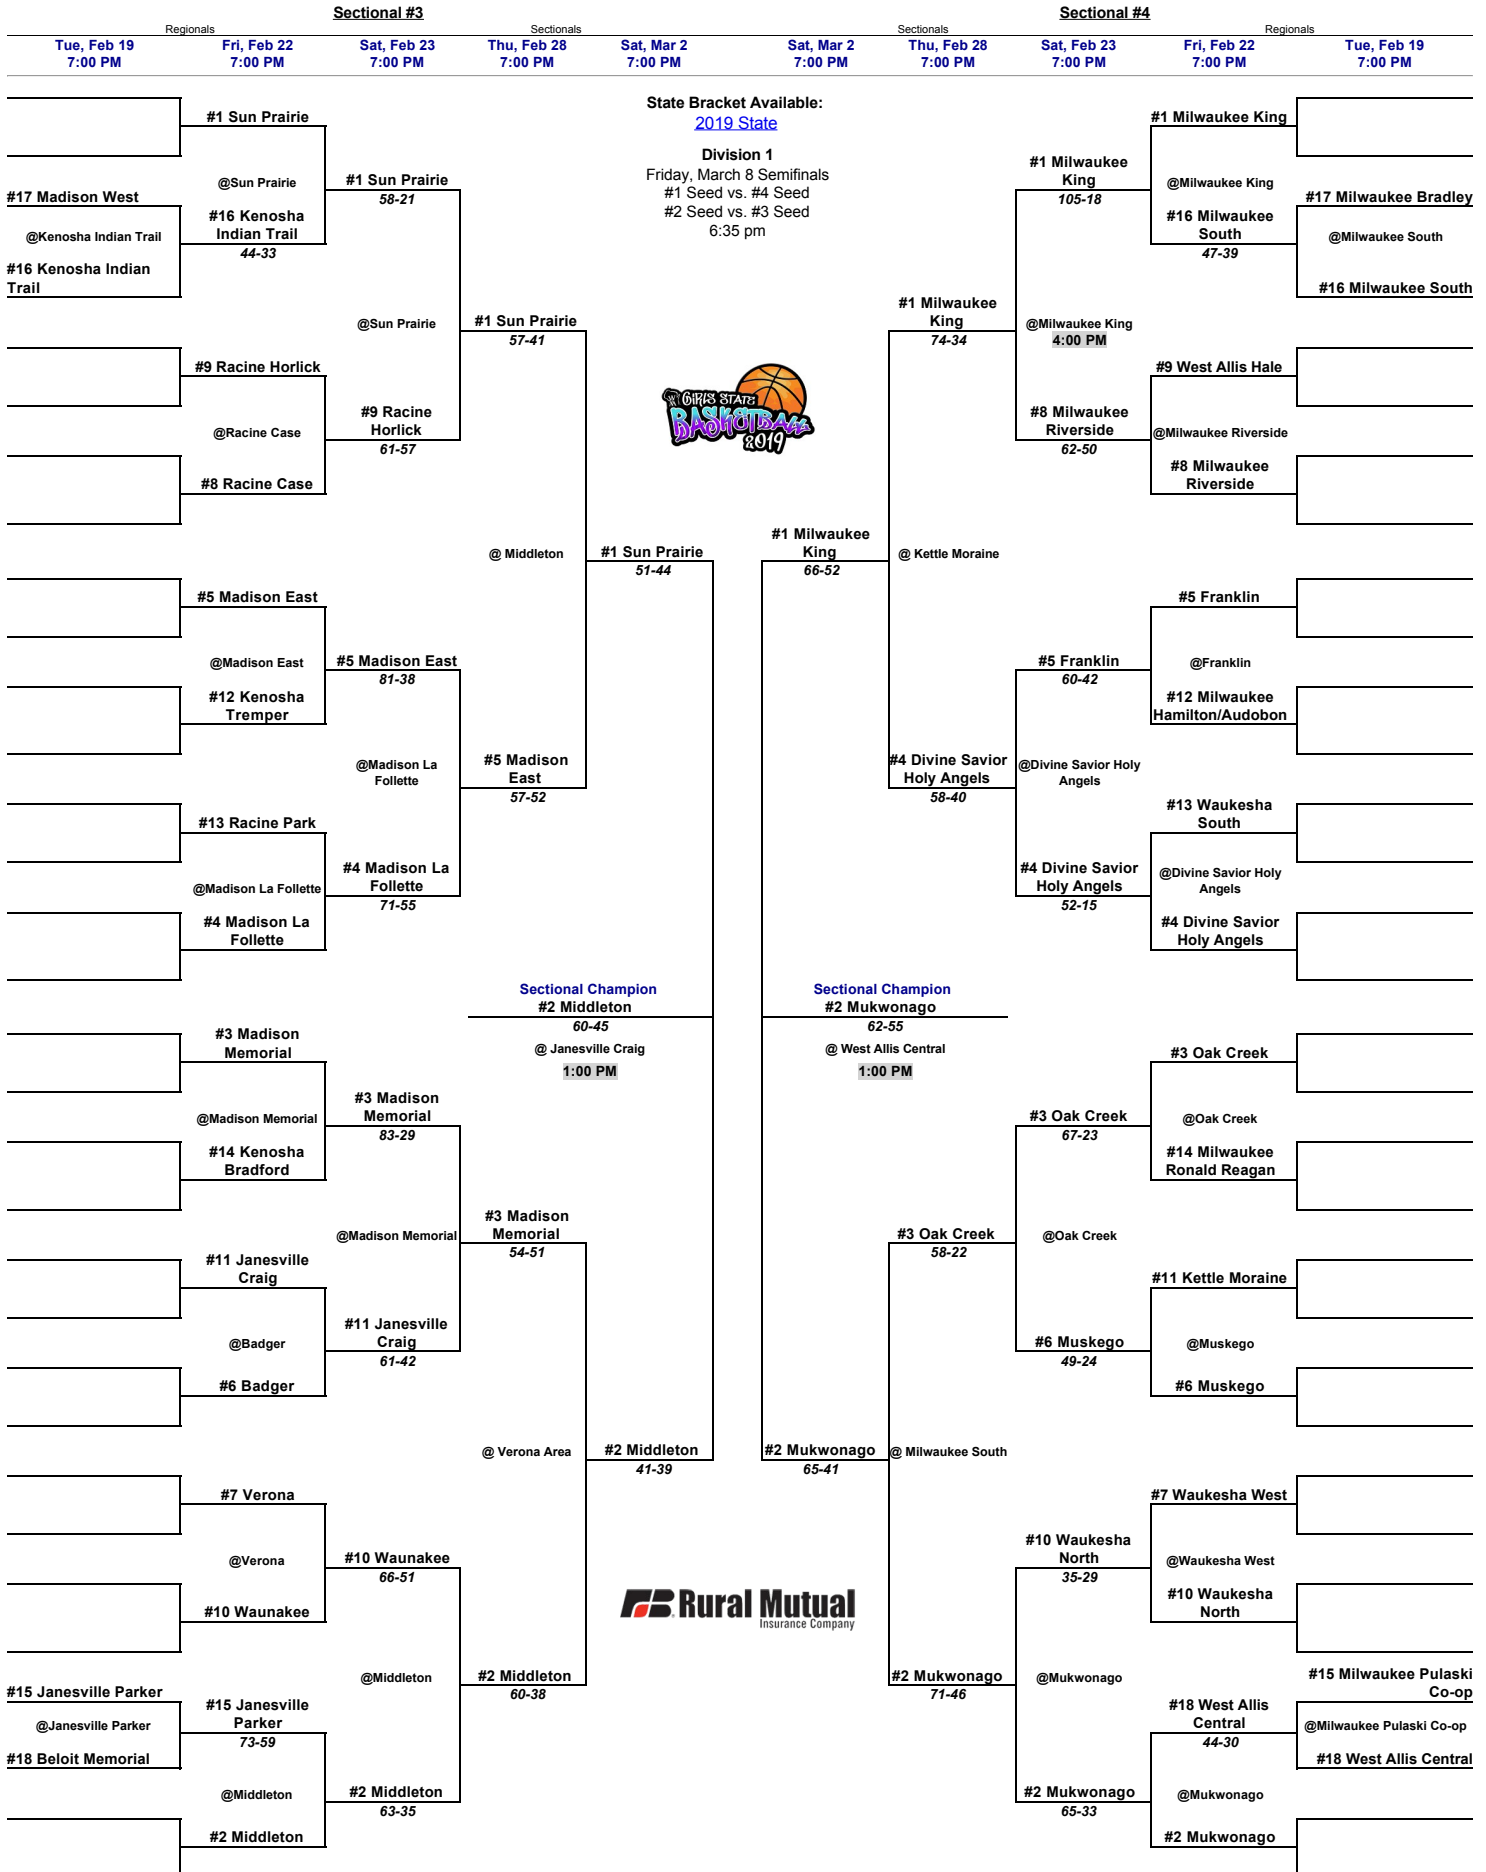 Sectional #3
Sectional #4
Regionals
Sectionals
Sectionals
Regionals
Tue, Feb 19
7:00 PM
Fri, Feb 22
7:00 PM
Sat, Feb 23
7:00 PM
Thu, Feb 28
7:00 PM
Sat, Mar 2
7:00 PM
Sat, Mar 2
7:00 PM
Thu, Feb 28
7:00 PM
Sat, Feb 23
7:00 PM
Fri, Feb 22
7:00 PM
Tue, Feb 19
7:00 PM
#17 Madison West
@Kenosha Indian Trail
#16 Kenosha Indian
Trail
#15 Janesville Parker
@Janesville Parker
#18 Beloit Memorial
#1 Sun Prairie
@Sun Prairie
#16 Kenosha
Indian Trail
44-33
#9 Racine Horlick
@Racine Case
#8 Racine Case
#5 Madison East
@Madison East
#12 Kenosha
Tremper
#13 Racine Park
@Madison La Follette
#4 Madison La
Follette
#3 Madison
Memorial
@Madison Memorial
#14 Kenosha
Bradford
#11 Janesville
Craig
@Badger
#6 Badger
#7 Verona
@Verona
#10 Waunakee
#15 Janesville
Parker
73-59
@Middleton
#2 Middleton
#1 Sun Prairie
58-21
@Sun Prairie
#9 Racine
Horlick
61-57
#5 Madison East
81-38
@Madison La
Follette
#4 Madison La
Follette
71-55
#3 Madison
Memorial
83-29
@Madison Memorial
#11 Janesville
Craig
61-42
#10 Waunakee
66-51
@Middleton
#2 Middleton
63-35
#1 Sun Prairie
57-41
@ Middleton
#5 Madison
East
57-52
#3 Madison
Memorial
54-51
@ Verona Area
#2 Middleton
60-38
#1 Sun Prairie
51-44
#2 Middleton
41-39
Sectional Champion
#2 Middleton
60-45
@ Janesville Craig
1:00 PM
State Bracket Available:
2019 State
Division 1
Friday, March 8 Semifinals
#1 Seed vs. #4 Seed
#2 Seed vs. #3 Seed
6:35 pm
GIRLS STATE
BASKETBALL
2019
Rural Mutual
Insurance Company
Sectional Champion
#2 Mukwonago
62-55
@ West Allis Central
1:00 PM
#1 Milwaukee
King
66-52
#2 Mukwonago
65-41
#1 Milwaukee
King
74-34
@ Kettle Moraine
#4 Divine Savior
Holy Angels
58-40
#3 Oak Creek
58-22
@ Milwaukee South
#2 Mukwonago
71-46
#1 Milwaukee
King
105-18
@Milwaukee King
4:00 PM
#8 Milwaukee
Riverside
62-50
#5 Franklin
60-42
@Divine Savior Holy
Angels
#4 Divine Savior
Holy Angels
52-15
#3 Oak Creek
67-23
@Oak Creek
#6 Muskego
49-24
#10 Waukesha
North
35-29
@Mukwonago
#2 Mukwonago
65-33
#1 Milwaukee King
@Milwaukee King
#16 Milwaukee
South
47-39
#9 West Allis Hale
@Milwaukee Riverside
#8 Milwaukee
Riverside
#5 Franklin
@Franklin
#12 Milwaukee
Hamilton/Audobon
#13 Waukesha
South
@Divine Savior Holy
Angels
#4 Divine Savior
Holy Angels
#3 Oak Creek
@Oak Creek
#14 Milwaukee
Ronald Reagan
#11 Kettle Moraine
@Muskego
#6 Muskego
#7 Waukesha West
@Waukesha West
#10 Waukesha
North
#18 West Allis
Central
44-30
@Mukwonago
#2 Mukwonago
#17 Milwaukee Bradley
@Milwaukee South
#16 Milwaukee South
#15 Milwaukee Pulaski
Co-op
@Milwaukee Pulaski Co-op
#18 West Allis Central